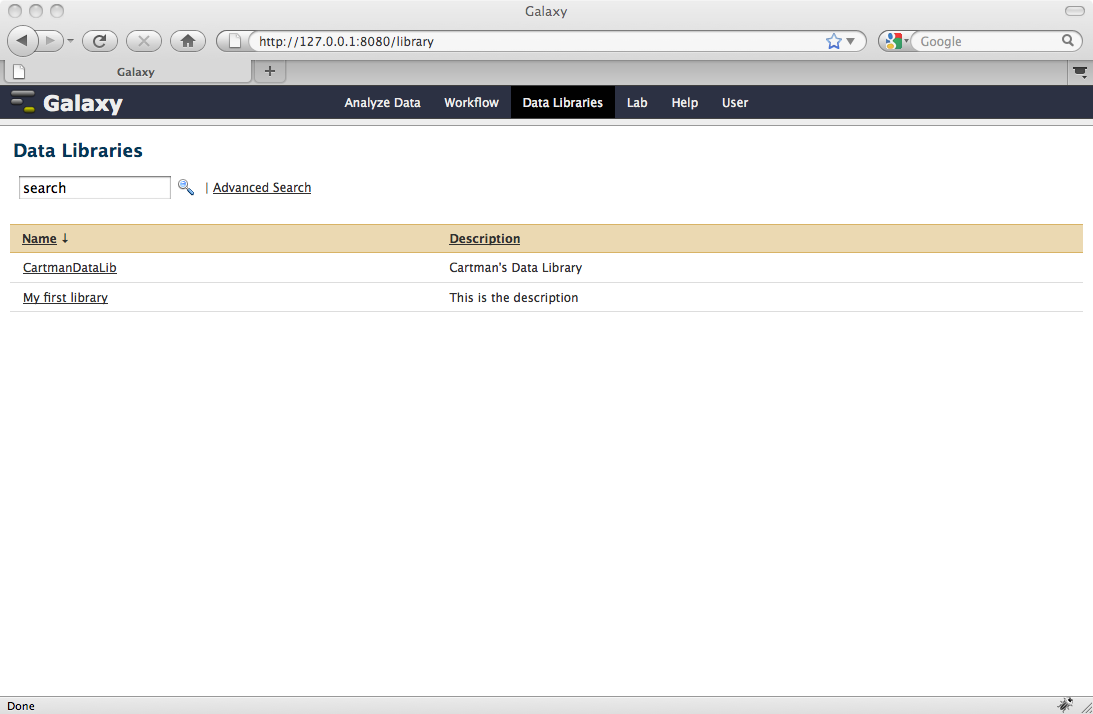 Galaxy
http://127.0.0.1:8080/library
Google
Galaxy
Galaxy Analyze Data Workflow Data Libraries Lab Help User
Data Libraries
search | Advanced Search
Name ↓ Description
CartmanDataLib Cartman's Data Library
My first library This is the description
Done